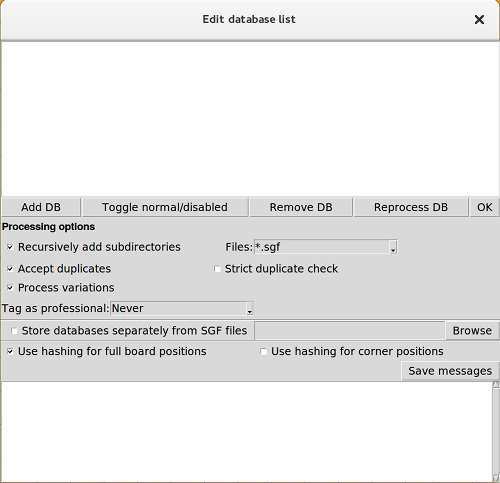 Edit database list
Add DB Toggle normal/disabled Remove DB Reprocess DB OK
Processing options
Recursively add subdirectories Files: *.sgf
Accept duplicates Strict duplicate check
Process variations
Tag as professional: Never
Store databases separately from SGF files Browse
Use hashing for full board positions Use hashing for corner positions
Save messages